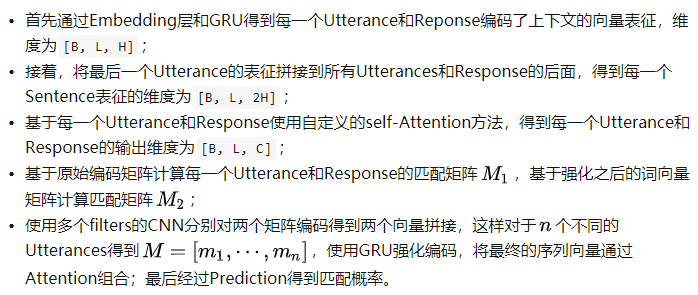 • 首先通过Embedding层和GRU得到每一个Utterance和Reponse编码了上下文的向量表征，维
度为 [B, L, H]；
• 接着，将最后一个Utterance的表征拼接到所有Utterances和Response的后面，得到每一个
Sentence表征的维度为 [B, L, 2H]；
• 基于每一个Utterance和Response使用自定义的self-Attention方法，得到每一个Utterance和
Response的输出维度为 [B, L, C]；
• 基于原始编码矩阵计算每一个Utterance和Response的匹配矩阵 M₁ ，基于强化之后的词向量
矩阵计算匹配矩阵 M₂；
• 使用多个filters的CNN分别对两个矩阵编码得到两个向量拼接，这样对于 n 个不同的
Utterances得到 M = [m₁, ⋯, mₙ]，使用GRU强化编码，将最终的序列向量通过
Attention组合；最后经过Prediction得到匹配概率。